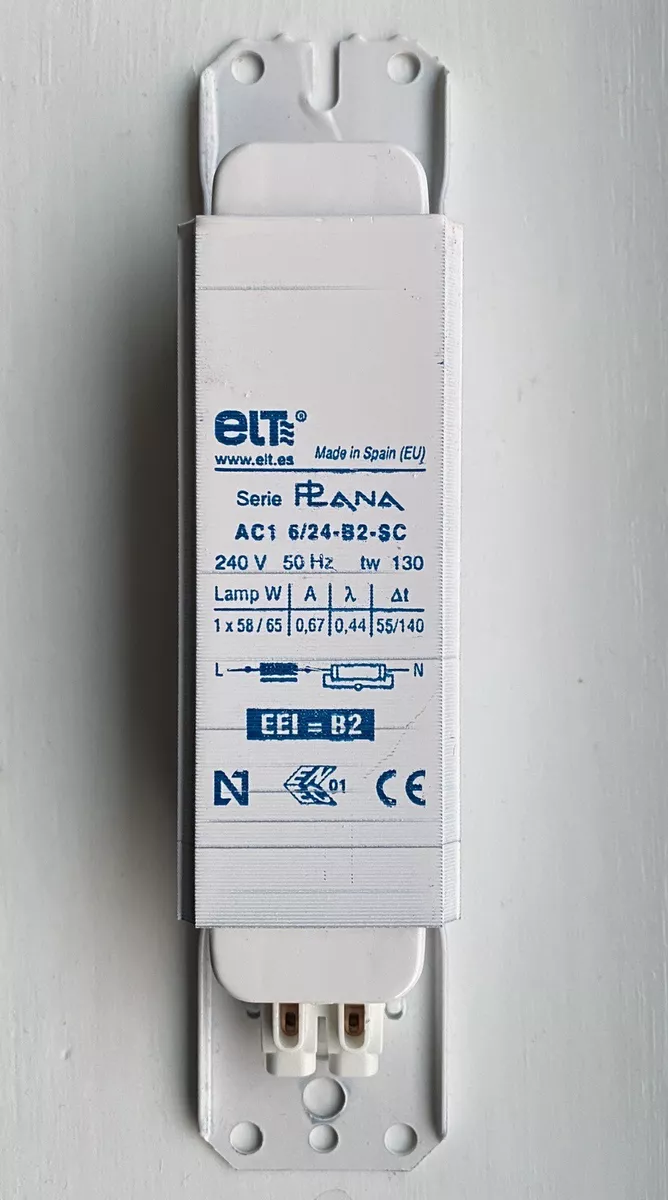 ELT®
www.elt.es Made in Spain (EU)
Serie PLANA
AC1 6/24-B2-SC
240 V 50 Hz tw 130
Lamp W A λ Δt
1 x 58 / 65 0,67 0,44 55/140
L N
EEI = B2
N ENEC 01 CE